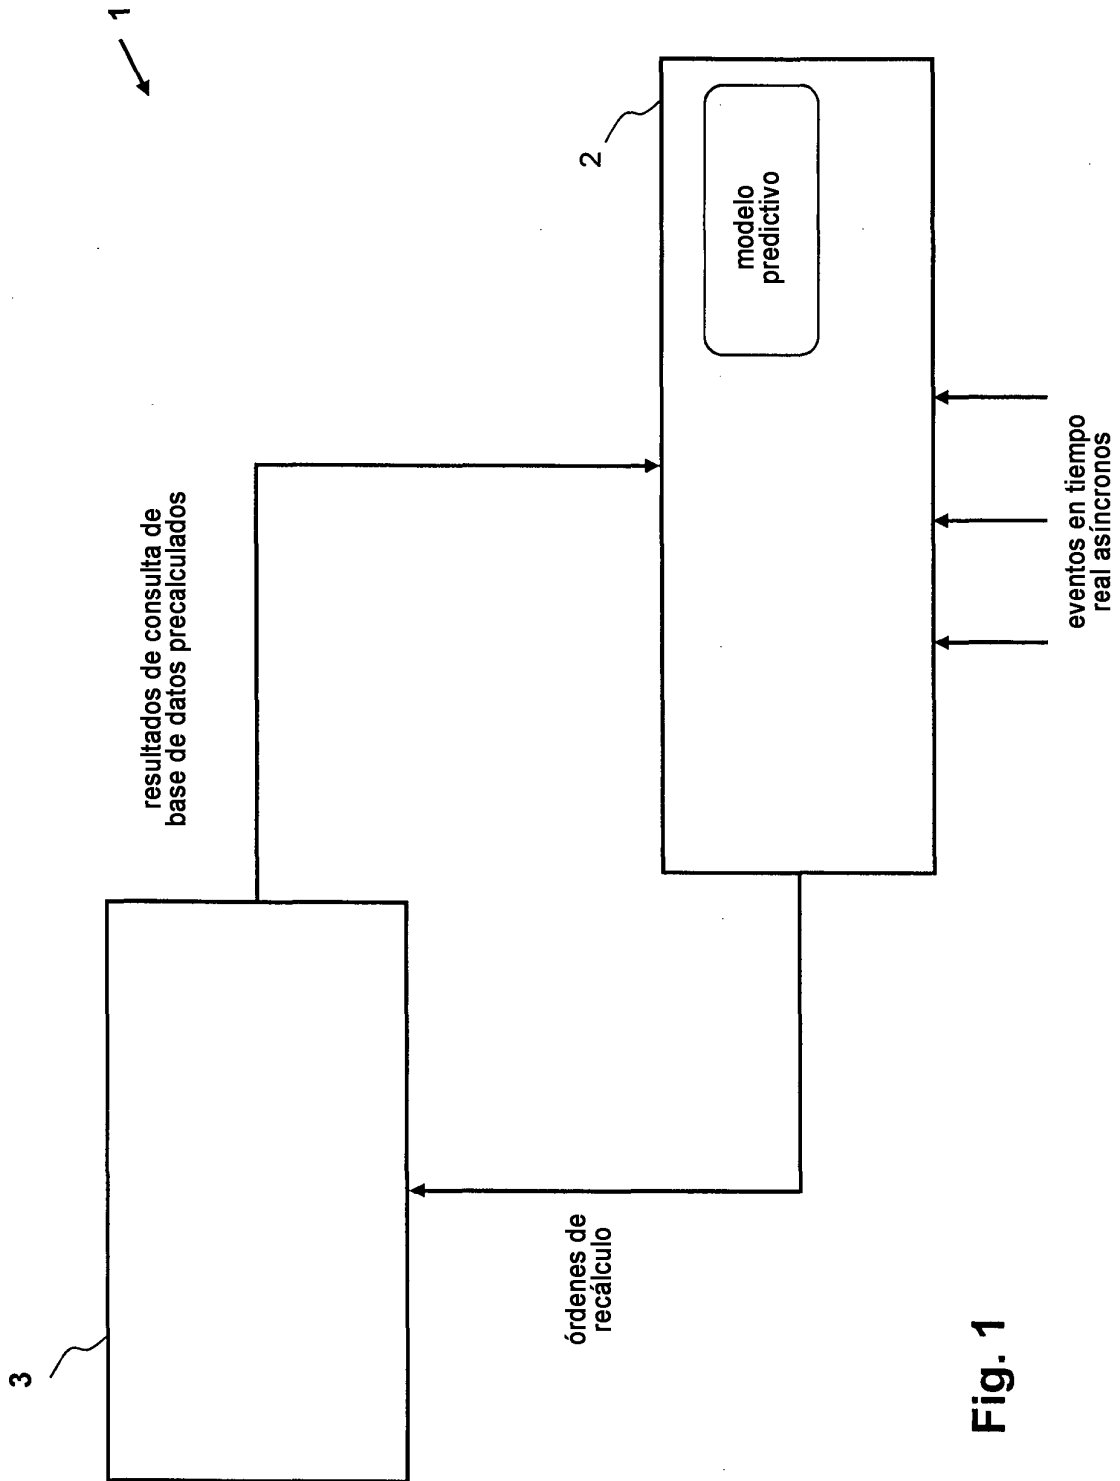 1
2
3
resultados de consulta de
base de datos precalculados
modelo
predictivo
órdenes de
recálculo
eventos en tiempo
real asíncronos
Fig. 1